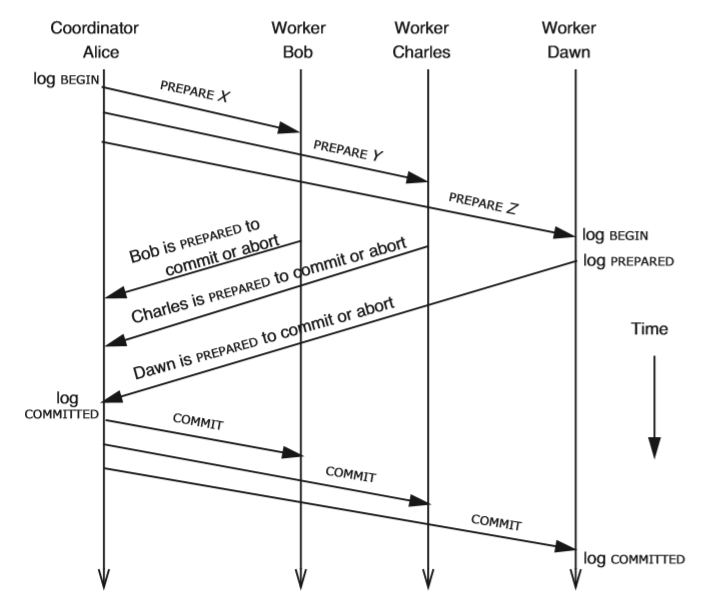 Coordinator
Alice
Worker
Bob
Worker
Charles
Worker
Dawn
log BEGIN
PREPARE X
PREPARE Y
PREPARE Z
log BEGIN
Bob is PREPARED to
commit or abort
Charles is PREPARED to commit or abort
log PREPARED
Dawn is PREPARED to commit or abort
Time
log
COMMITTED
COMMIT
COMMIT
COMMIT
log COMMITTED